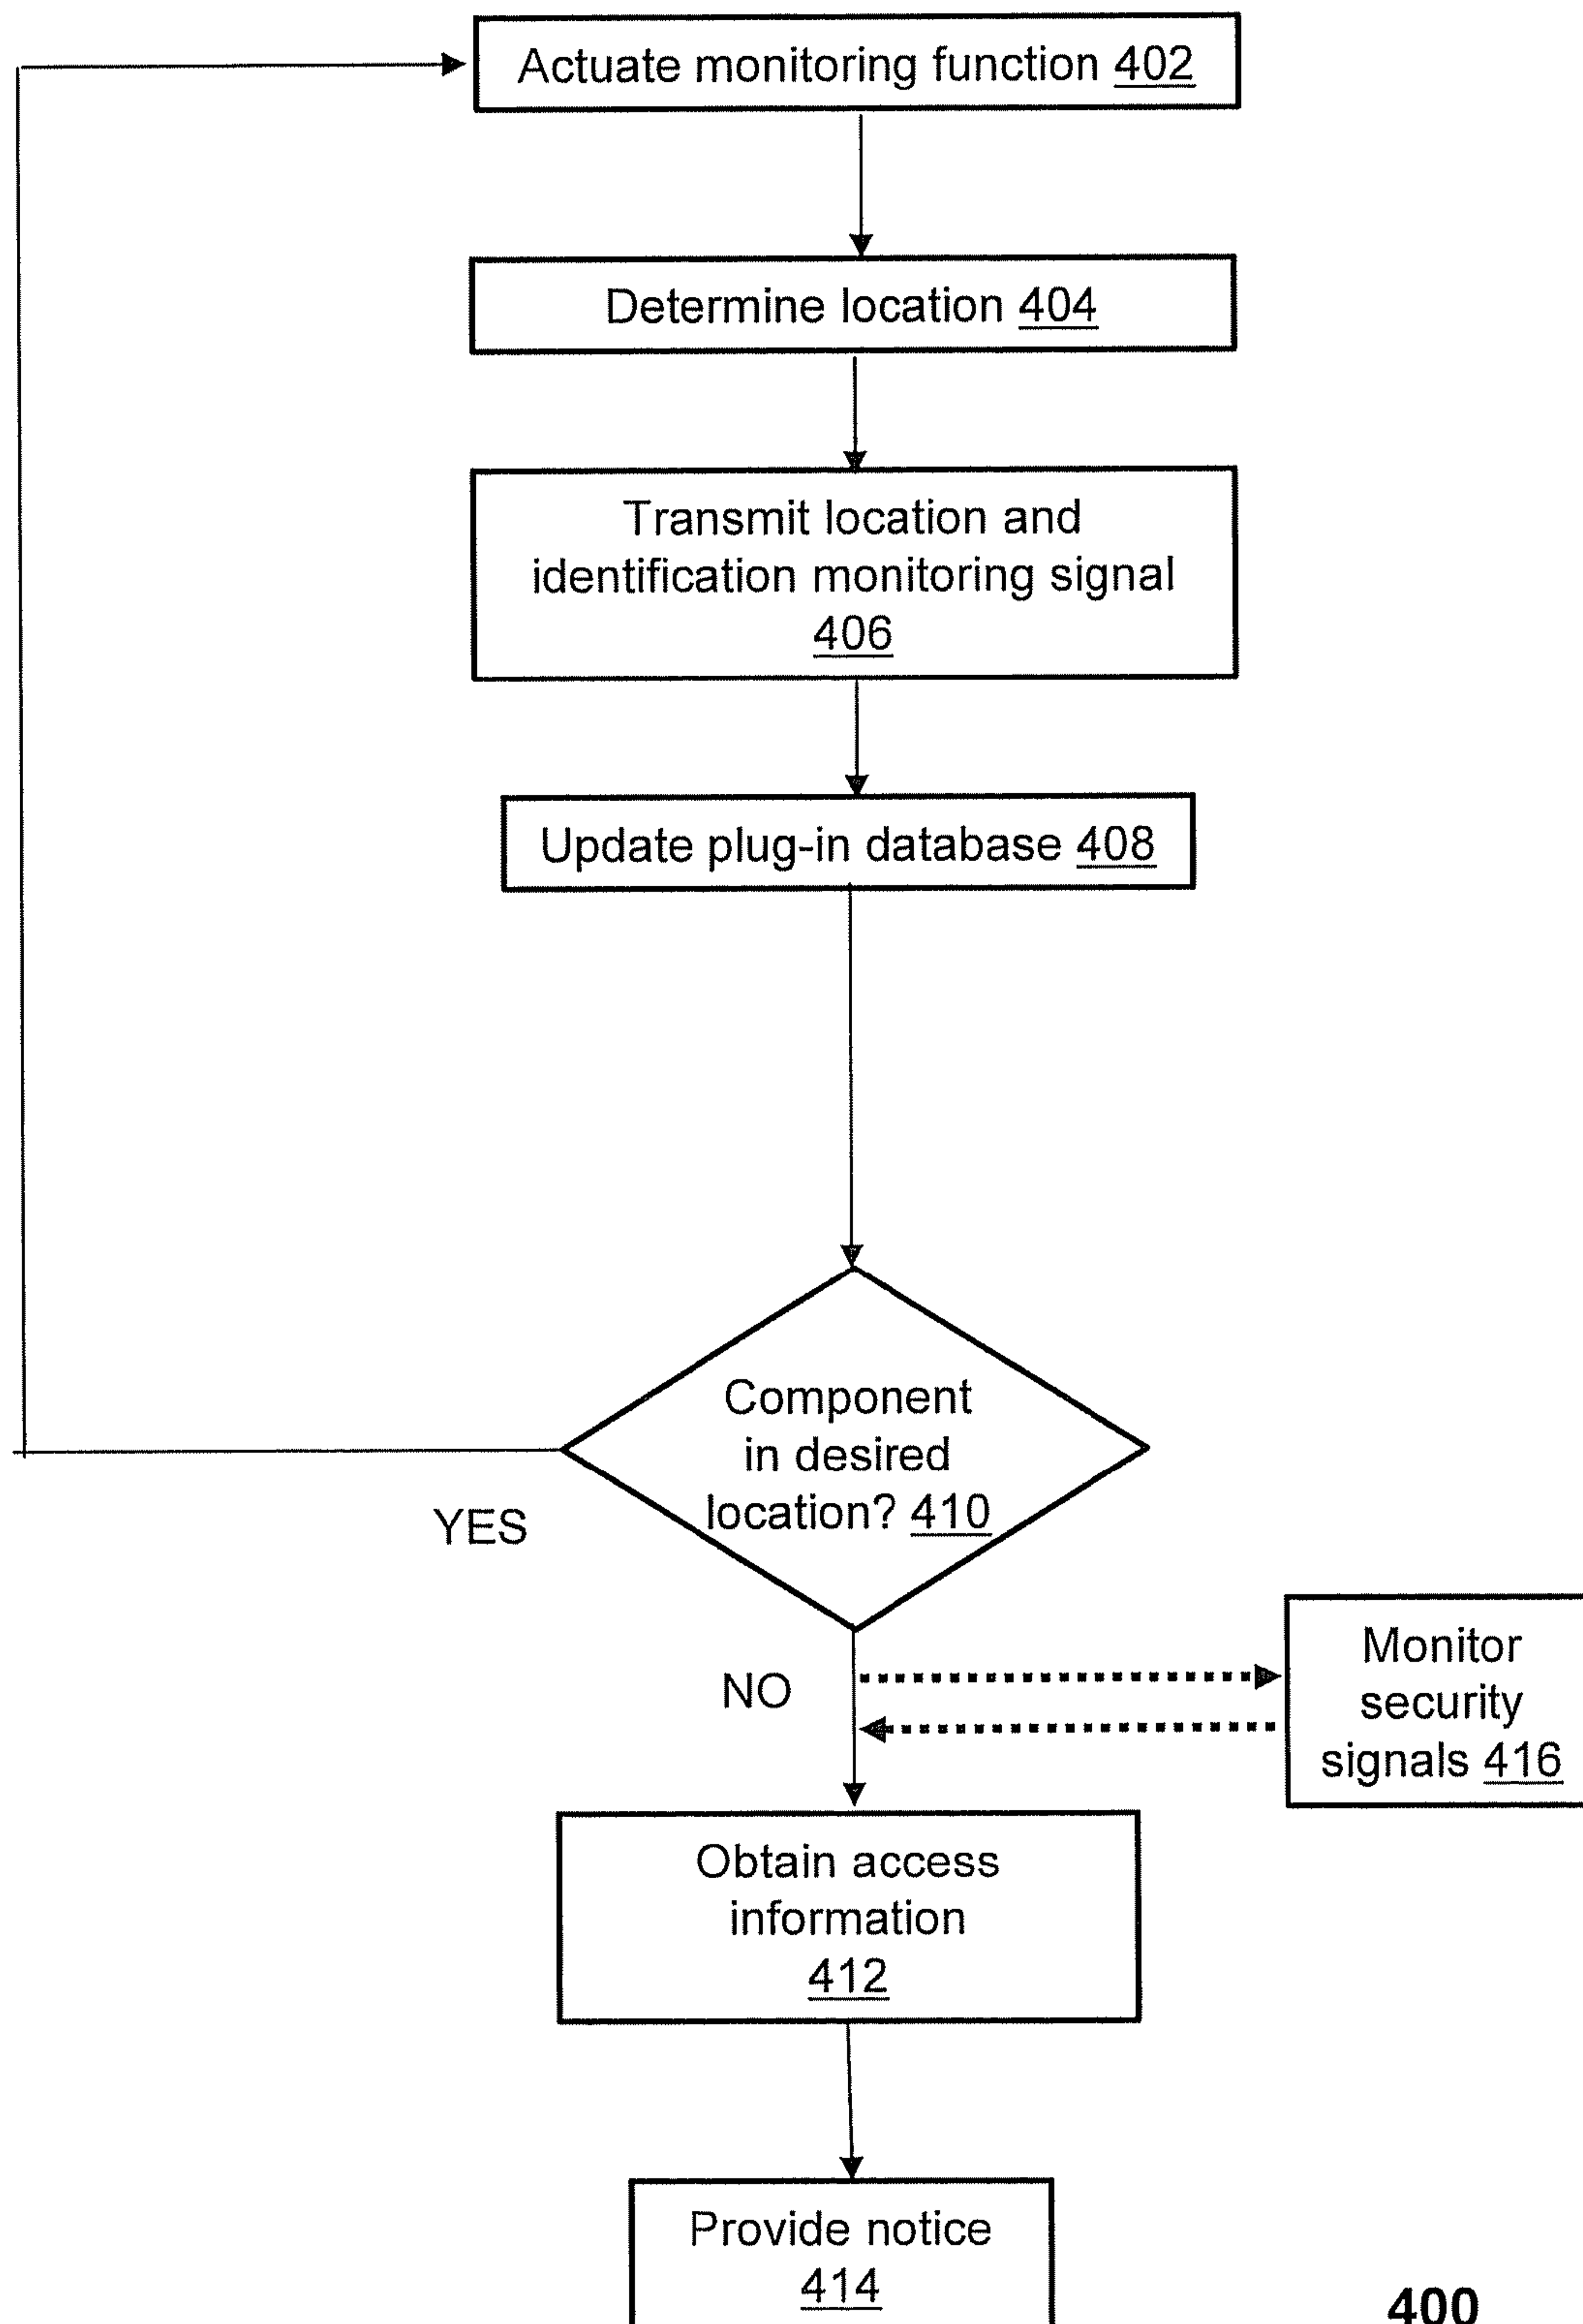 Actuate monitoring function 402
Determine location 404
Transmit location and
identification monitoring signal
406
Update plug-in database 408
Component
in desired
location? 410
YES
NO
Monitor
security
signals 416
Obtain access
information
412
Provide notice
414
400